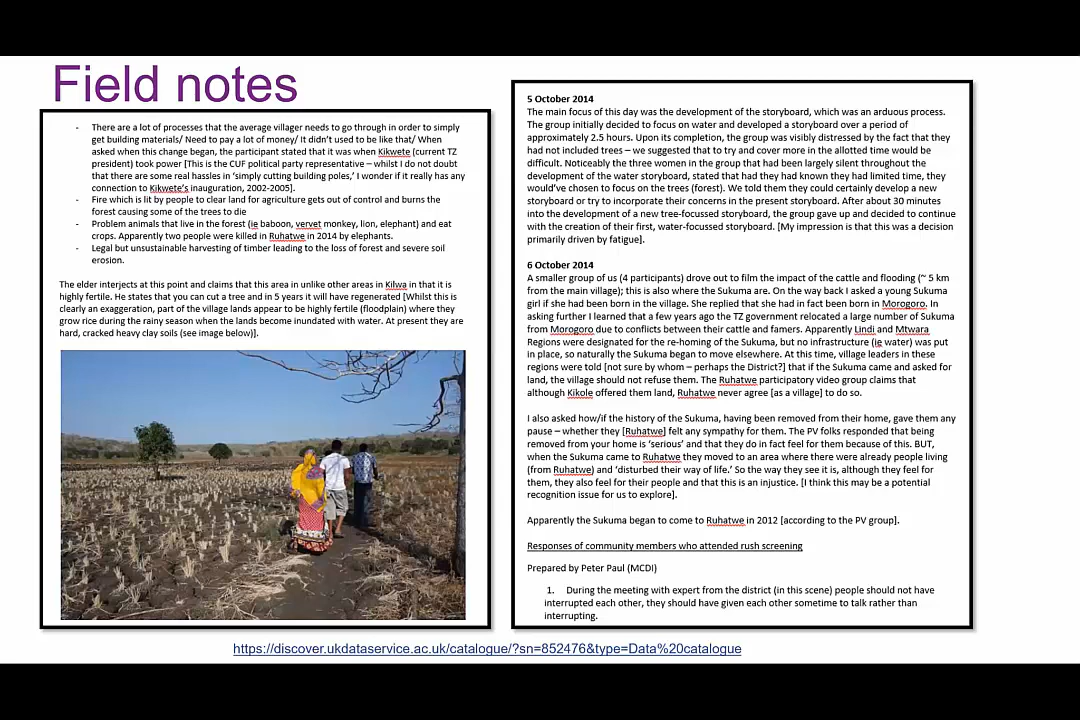 Field notes
- There are a lot of processes that the average villager needs to go through in order to simply
get building materials/ Need to pay a lot of money/ It didn't used to be like that/ When
asked when this change began, the participant stated that it was when Kikwete (current TZ
president) took power [This is the CUF political party representative – whilst I do not doubt
that there are some real hassles in 'simply cutting building poles,' I wonder if it really has any
connection to Kikwete's inauguration, 2002-2005].
- Fire which is lit by people to clear land for agriculture gets out of control and burns the
forest causing some of the trees to die
- Problem animals that live in the forest (ie baboon, vervet monkey, lion, elephant) and eat
crops. Apparently two people were killed in Ruhatwe in 2014 by elephants.
- Legal but unsustainable harvesting of timber leading to the loss of forest and severe soil
erosion.
The elder interjects at this point and claims that this area in unlike other areas in Kilwa in that it is
highly fertile. He states that you can cut a tree and in 5 years it will have regenerated [Whilst this is
clearly an exaggeration, part of the village lands appear to be highly fertile (floodplain) where they
grow rice during the rainy season when the lands become inundated with water. At present they are
hard, cracked heavy clay soils (see image below)].
5 October 2014
The main focus of this day was the development of the storyboard, which was an arduous process.
The group initially decided to focus on water and developed a storyboard over a period of
approximately 2.5 hours. Upon its completion, the group was visibly distressed by the fact that they
had not included trees – we suggested that to try and cover more in the allotted time would be
difficult. Noticeably the three women in the group that had been largely silent throughout the
development of the water storyboard, stated that had they had known they had limited time, they
would've chosen to focus on the trees (forest). We told them they could certainly develop a new
storyboard or try to incorporate their concerns in the present storyboard. After about 30 minutes
into the development of a new tree-focussed storyboard, the group gave up and decided to continue
with the creation of their first, water-focussed storyboard. [My impression is that this was a decision
primarily driven by fatigue].
6 October 2014
A smaller group of us (4 participants) drove out to film the impact of the cattle and flooding (~ 5 km
from the main village); this is also where the Sukuma are. On the way back I asked a young Sukuma
girl if she had been born in the village. She replied that she had in fact been born in Morogoro. In
asking further I learned that a few years ago the TZ government relocated a large number of Sukuma
from Morogoro due to conflicts between their cattle and famers. Apparently Lindi and Mtwara
Regions were designated for the re-homing of the Sukuma, but no infrastructure (ie water) was put
in place, so naturally the Sukuma began to move elsewhere. At this time, village leaders in these
regions were told [not sure by whom – perhaps the District?] that if the Sukuma came and asked for
land, the village should not refuse them. The Ruhatwe participatory video group claims that
although Kikole offered them land, Ruhatwe never agree [as a village] to do so.
I also asked how/if the history of the Sukuma, having been removed from their home, gave them any
pause – whether they [Ruhatwe] felt any sympathy for them. The PV folks responded that being
removed from your home is 'serious' and that they do in fact feel for them because of this. BUT,
when the Sukuma came to Ruhatwe they moved to an area where there were already people living
(from Ruhatwe) and 'disturbed their way of life.' So the way they see it is, although they feel for
them, they also feel for their people and that this is an injustice. [I think this may be a potential
recognition issue for us to explore].
Apparently the Sukuma began to come to Ruhatwe in 2012 [according to the PV group].
Responses of community members who attended rush screening
Prepared by Peter Paul (MCDI)
1. During the meeting with expert from the district (in this scene) people should not have
interrupted each other, they should have given each other sometime to talk rather than
interrupting.
https://discover.ukdataservice.ac.uk/catalogue/?sn=852476&type=Data%20catalogue